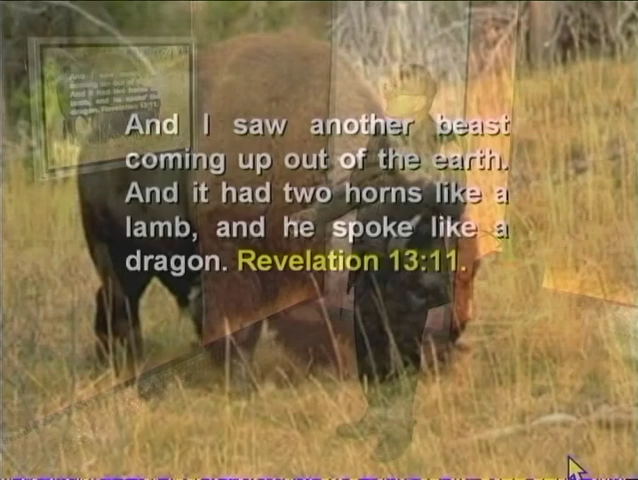 And I saw another beast
coming up out of the earth.
And it had two horns like a
lamb, and he spoke like a
dragon. Revelation 13:11.